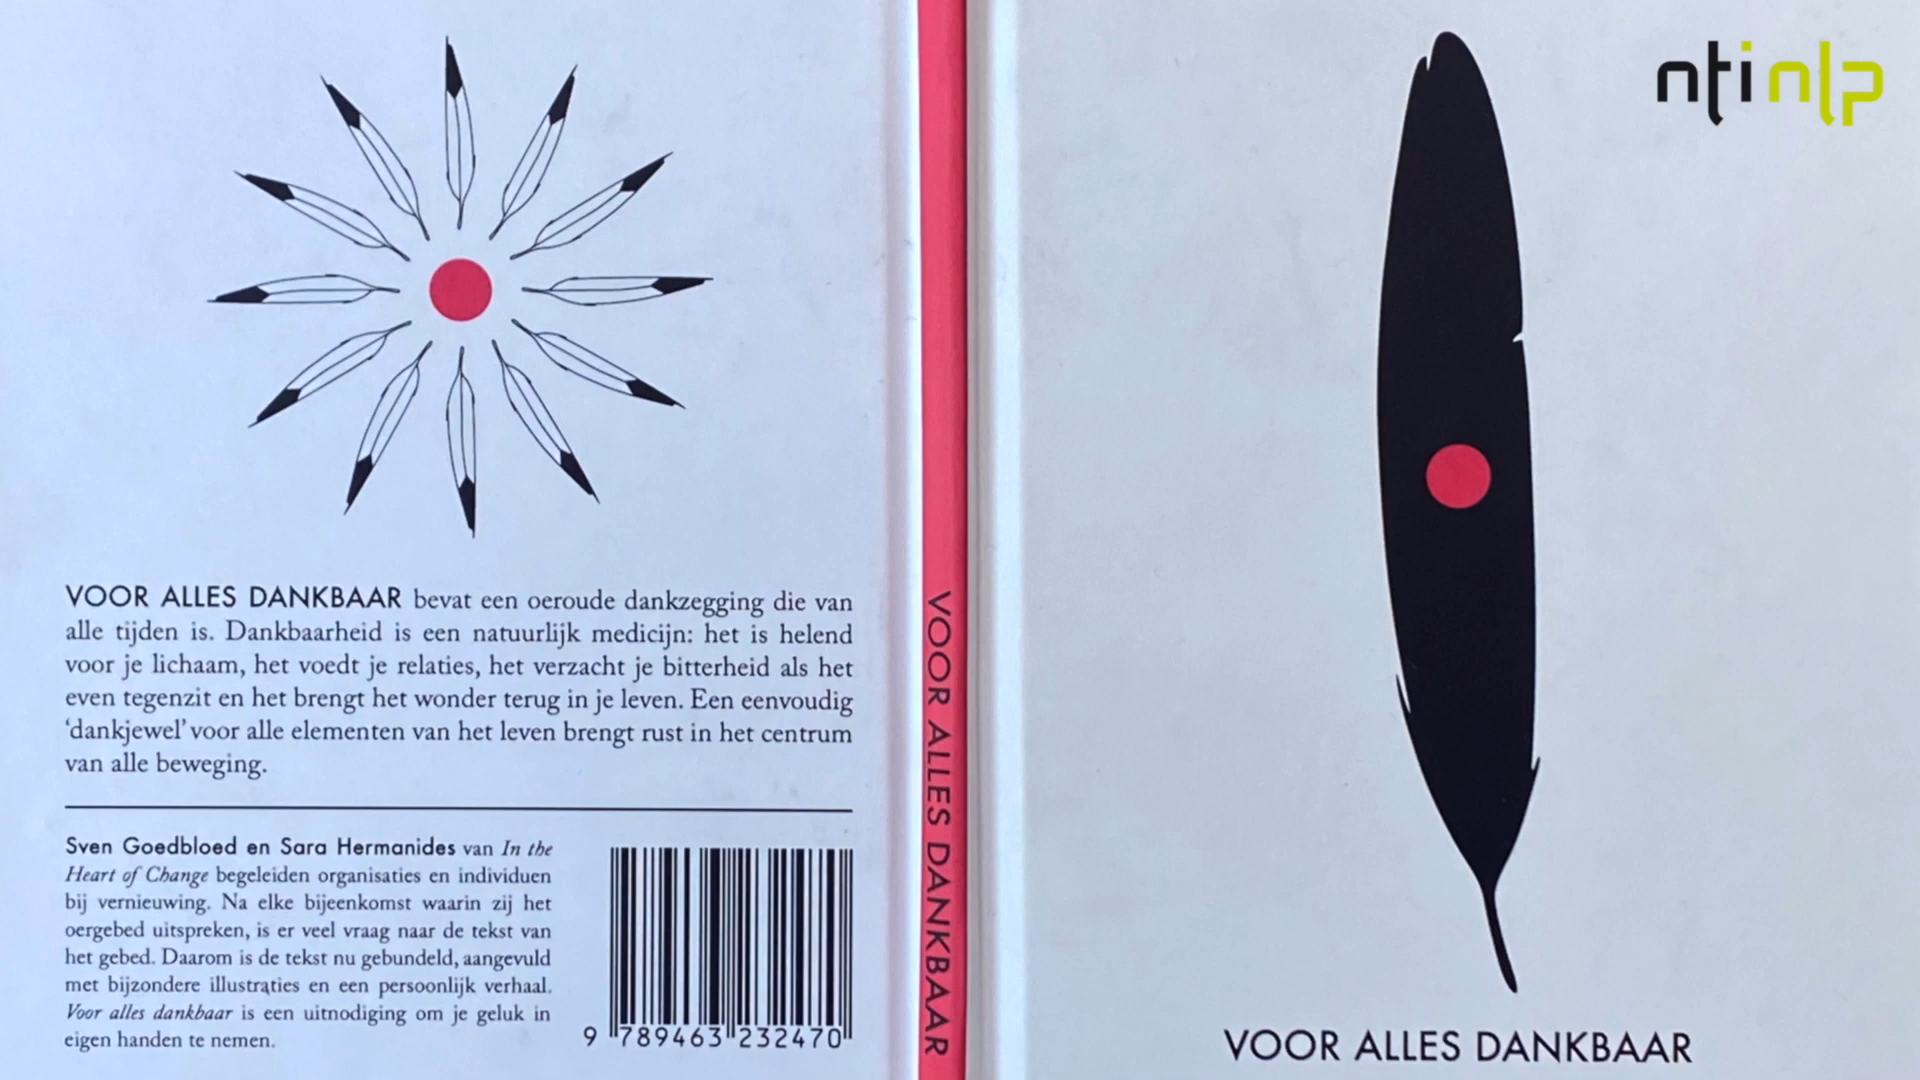 VOOR ALLES DANKBAAR bevat een oeroude dankzegging die van
alle tijden is. Dankbaarheid is een natuurlijk medicijn: het is helend
voor je lichaam, het voedt je relaties, het verzacht je bitterheid als het
even tegenzit en het brengt het wonder terug in je leven. Een eenvoudig
‘dankjewel’ voor alle elementen van het leven brengt rust in het centrum
van alle beweging.
Sven Goedbloed en Sara Hermanides van In the
Heart of Change begeleiden organisaties en individuen
bij vernieuwing. Na elke bijeenkomst waarin zij het
oergebed uitspreken, is er veel vraag naar de tekst van
het gebed. Daarom is de tekst nu gebundeld, aangevuld
met bijzondere illustraties en een persoonlijk verhaal.
Voor alles dankbaar is een uitnodiging om je geluk in
eigen handen te nemen.
9 789463 232470
VOOR ALLES DANKBAAR
nti nlp
VOOR ALLES DANKBAAR